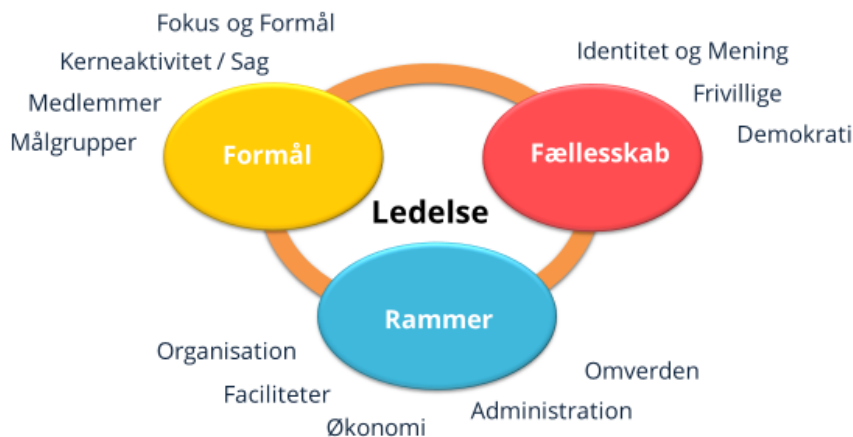 Fokus og Formål
Kerneaktivitet / Sag
Medlemmer
Målgrupper
Formål
Identitet og Mening
Frivillige
Demokrati
Fællesskab
Ledelse
Rammer
Organisation
Faciliteter
Økonomi
Administration
Omverden